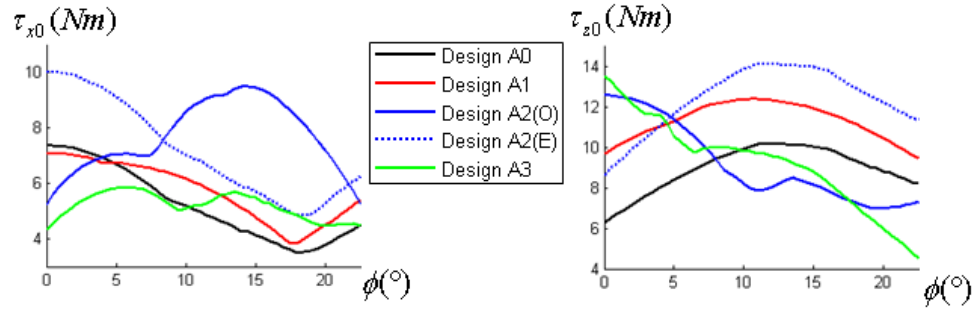 τx0 (Nm)
10
8
6
4
0 5 10 15 20
ϕ(°)
Design A0
Design A1
Design A2(O)
Design A2(E)
Design A3
τz0 (Nm)
14
12
10
8
6
4
0 5 10 15 20
ϕ(°)